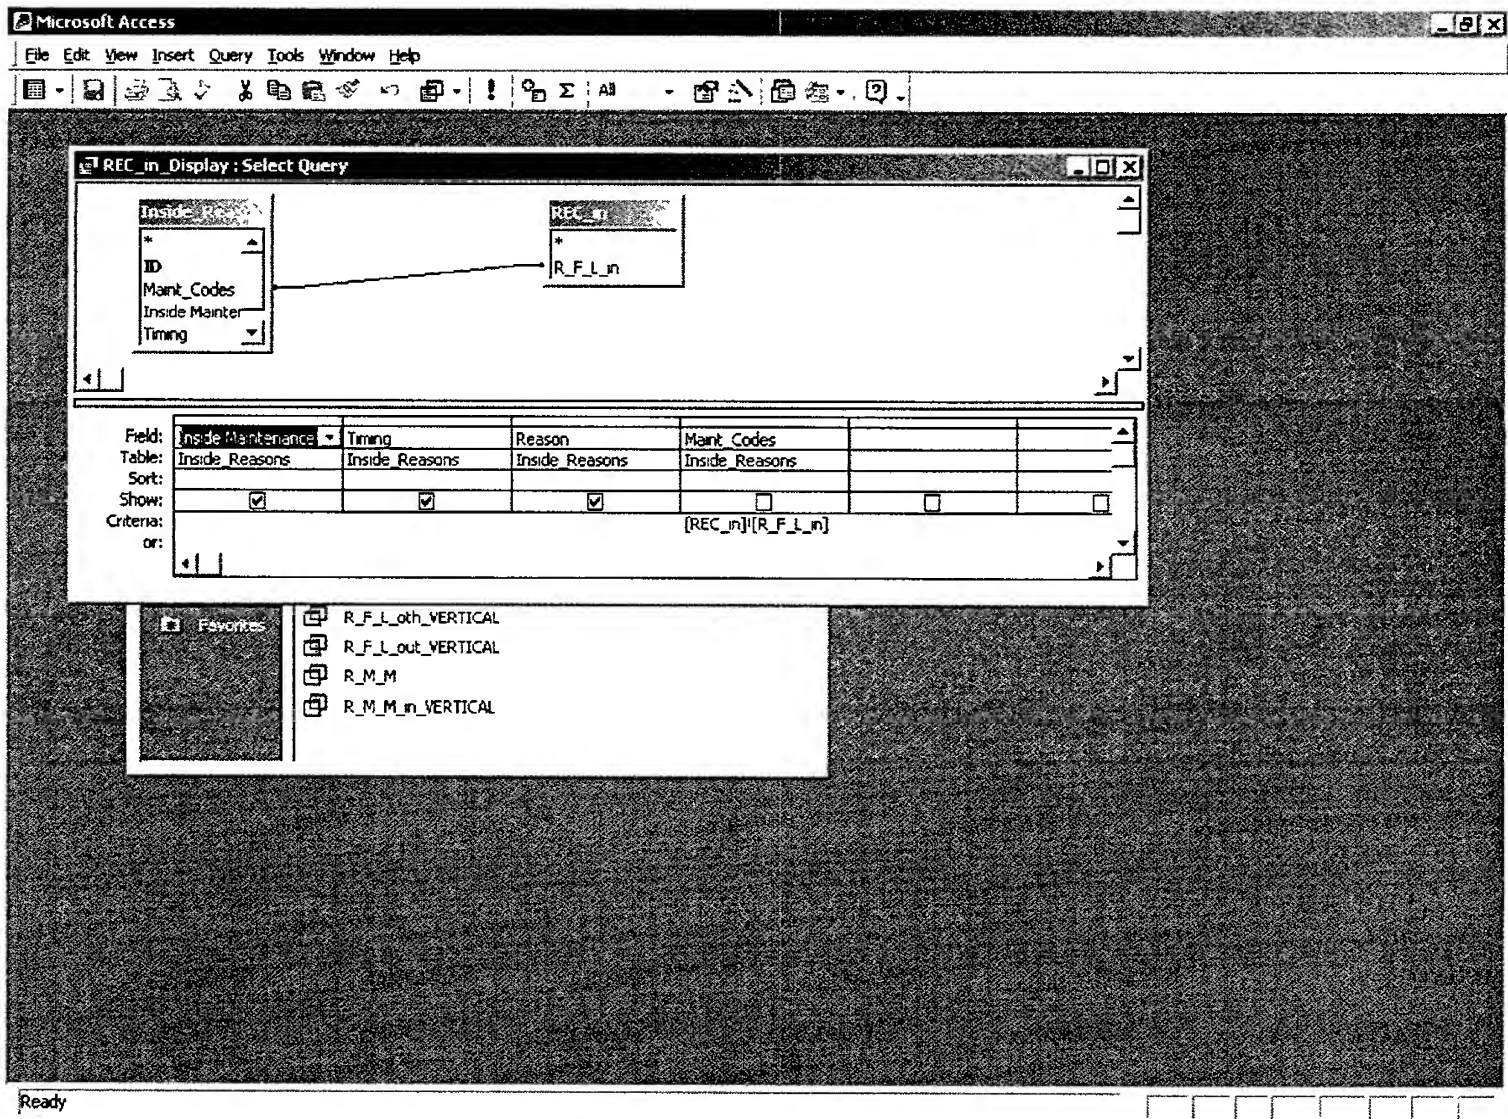 Microsoft Access
File Edit View Insert Query Tools Window Help
All
REC_in_Display : Select Query
Inside_Reaso
*
ID
Maint_Codes
Inside Mainter
Timing
REC_in
*
R_F_L_in
Field: Inside Maintenance Timing Reason Maint_Codes
Table: Inside_Reasons Inside_Reasons Inside_Reasons Inside_Reasons
Sort:
Show:
Criteria: [REC_in]![R_F_L_in]
or:
Favorites
R_F_L_oth_VERTICAL
R_F_L_out_VERTICAL
R_M_M
R_M_M_in_VERTICAL
Ready